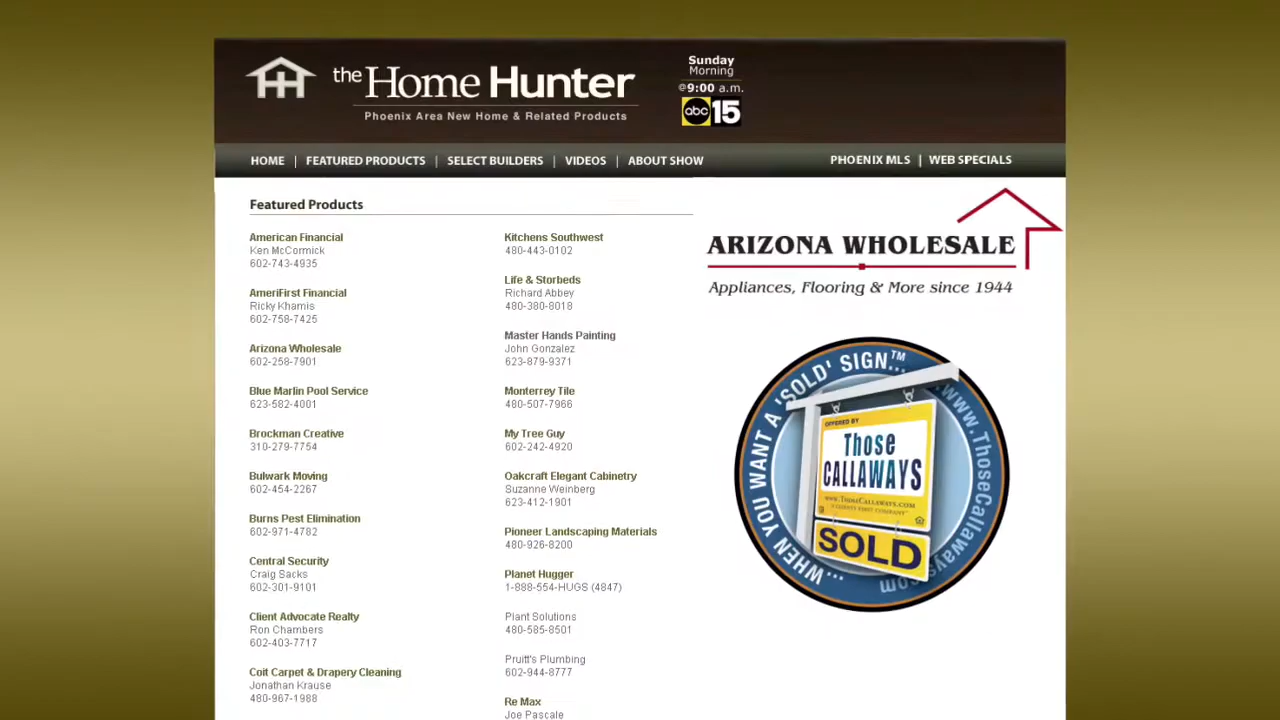 the Home Hunter
Phoenix Area New Home & Related Products
Sunday
Morning
@9:00 a.m.
abc 15
HOME | FEATURED PRODUCTS | SELECT BUILDERS | VIDEOS | ABOUT SHOW
PHOENIX MLS | WEB SPECIALS
Featured Products
American Financial
Ken McCormick
602-743-4935
AmeriFirst Financial
Ricky Khamis
602-758-7425
Arizona Wholesale
602-258-7901
Blue Marlin Pool Service
623-582-4001
Brockman Creative
310-279-7754
Bulwark Moving
602-454-2267
Burns Pest Elimination
602-971-4782
Central Security
Craig Sacks
602-301-9101
Client Advocate Realty
Ron Chambers
602-403-7717
Coit Carpet & Drapery Cleaning
Jonathan Krause
480-967-1988
Kitchens Southwest
480-443-0102
Life & Storbeds
Richard Abbey
480-380-8018
Master Hands Painting
John Gonzalez
623-879-9371
Monterrey Tile
480-507-7966
My Tree Guy
602-242-4920
Oakcraft Elegant Cabinetry
Suzanne Weinberg
623-412-1901
Pioneer Landscaping Materials
480-926-8200
Planet Hugger
1-888-554-HUGS (4847)
Plant Solutions
480-585-8501
Pruitt's Plumbing
602-944-8777
Re Max
Joe Pascale
ARIZONA WHOLESALE
Appliances, Flooring & More since 1944
...WHEN YOU WANT A 'SOLD' SIGN™...
www.ThoseCallaways.com
OFFERED BY
Those
CALLAWAYS
www.ThoseCallaways.com
SOLD